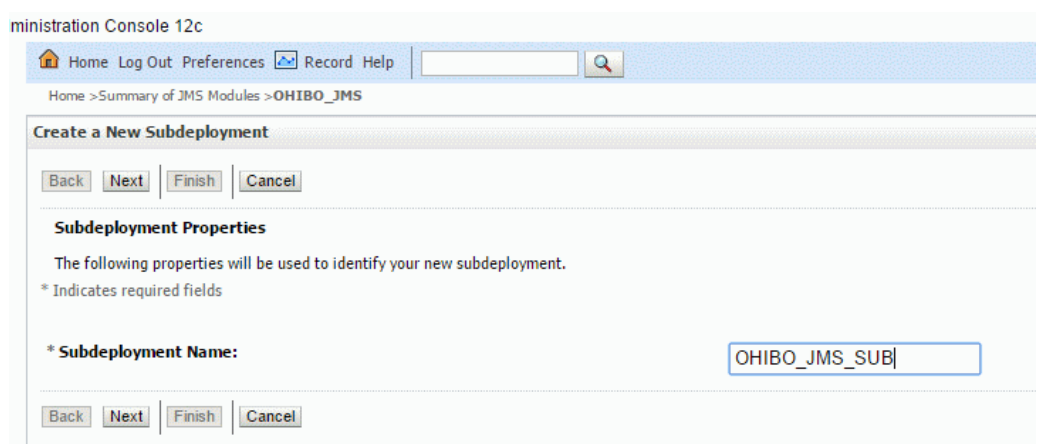 ministration Console 12c
Home Log Out Preferences Record Help
Home >Summary of JMS Modules >OHIBO_JMS
Create a New Subdeployment
Back Next Finish Cancel
Subdeployment Properties
The following properties will be used to identify your new subdeployment.
* Indicates required fields
* Subdeployment Name: OHIBO_JMS_SUB
Back Next Finish Cancel